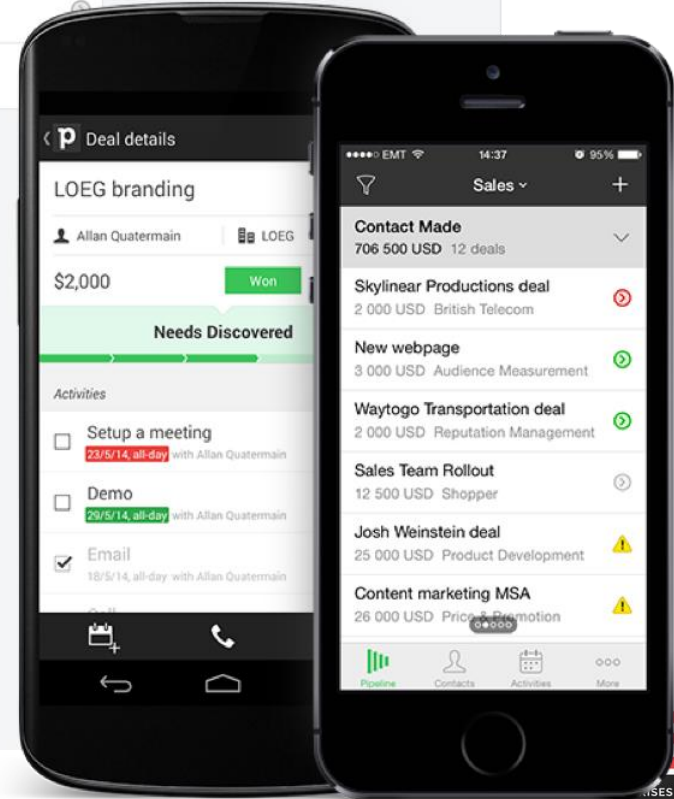 p Deal details
LOEG branding
Allan Quatermain LOEG
$2,000 Won
Needs Discovered
Activities
Setup a meeting
23/5/14, all-day with Allan Quatermain
Demo
29/5/14, all-day with Allan Quatermain
Email
18/5/14, all-day with Allan Quatermain
EMT 14:37 95%
Sales
Contact Made
706 500 USD 12 deals
Skylinear Productions deal
2 000 USD British Telecom
New webpage
3 000 USD Audience Measurement
Waytogo Transportation deal
2 000 USD Reputation Management
Sales Team Rollout
12 500 USD Shopper
Josh Weinstein deal
25 000 USD Product Development
Content marketing MSA
26 000 USD Price & Promotion
Pipeline Contacts Activities More